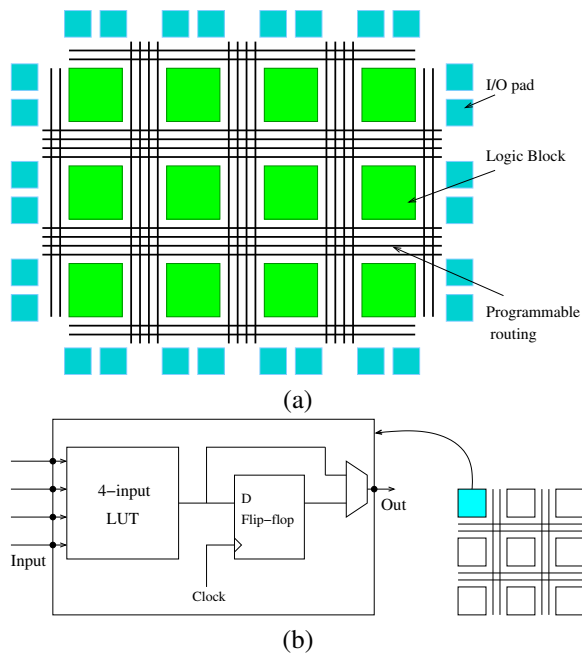 I/O pad
Logic Block
Programmable
routing
(a)
4−input
LUT
D
Flip−flop
Out
Input
Clock
(b)